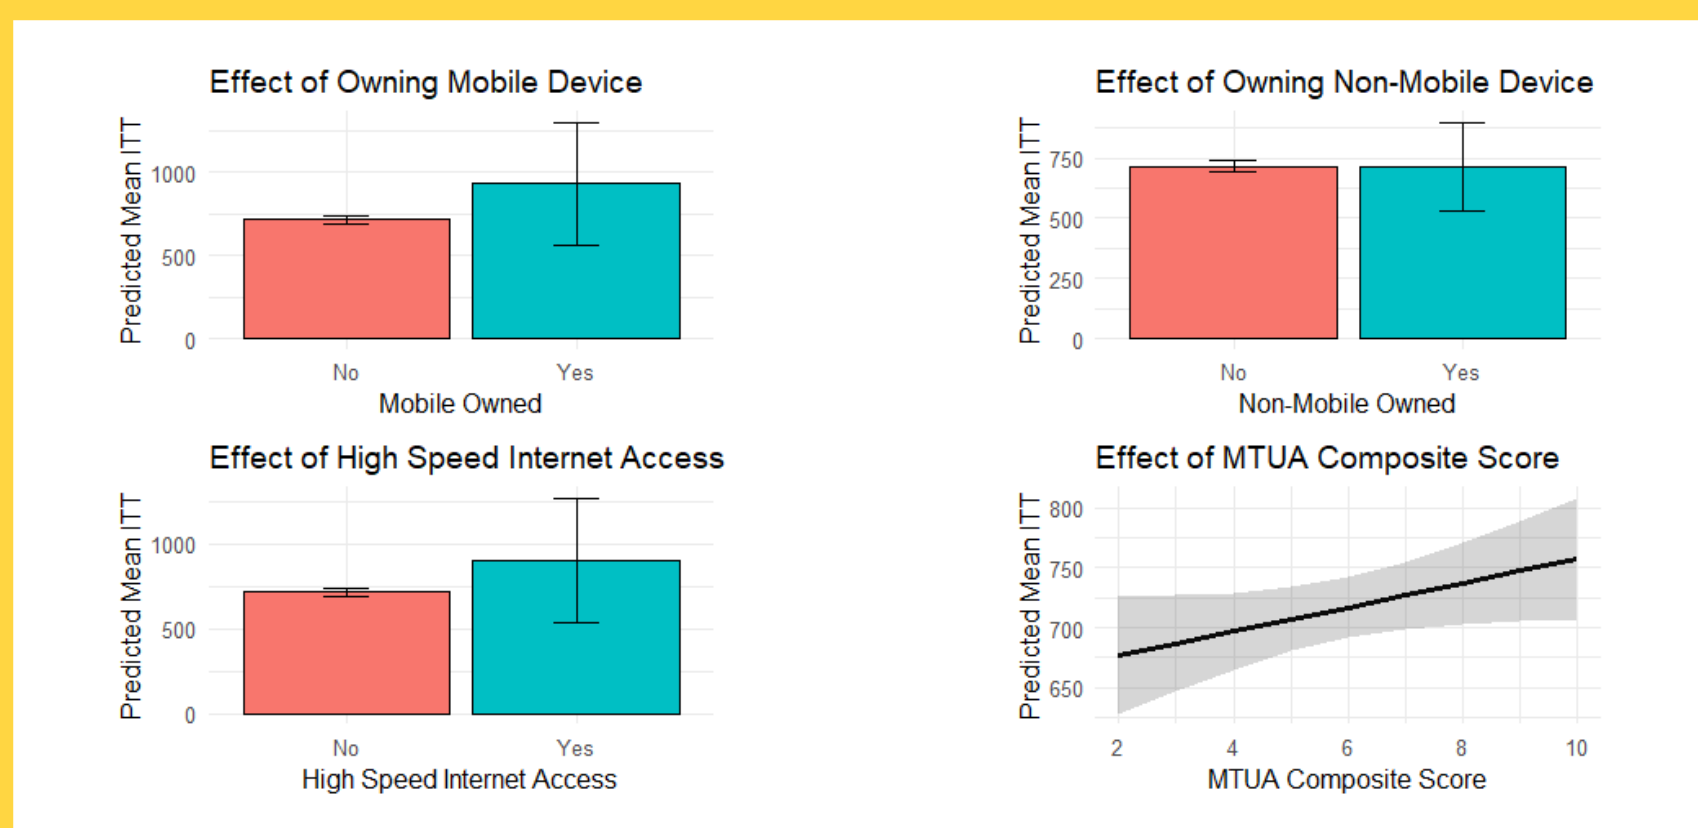 Effect of Owning Mobile Device
Predicted Mean ITT
1000
500
0
No
Yes
Mobile Owned
Effect of Owning Non-Mobile Device
Predicted Mean ITT
750
500
250
0
No
Yes
Non-Mobile Owned
Effect of High Speed Internet Access
Predicted Mean ITT
1000
500
0
No
Yes
High Speed Internet Access
Effect of MTUA Composite Score
Predicted Mean ITT
800
750
700
650
2
4
6
8
10
MTUA Composite Score